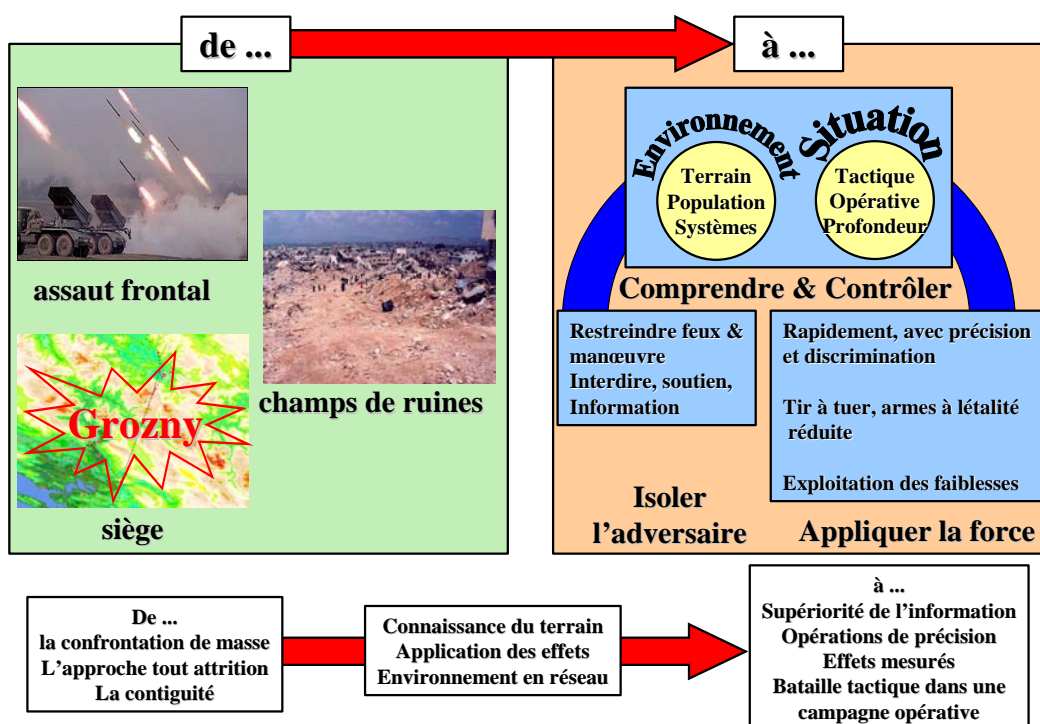 de ...
à ...
assaut frontal
champs de ruines
Grozny
siège
Environnement
Terrain
Population
Systèmes
Situation
Tactique
Opérative
Profondeur
Comprendre & Contrôler
Restreindre feux &
manœuvre
Interdire, soutien,
Information
Isoler
l’adversaire
Rapidement, avec précision
et discrimination
Tir à tuer, armes à létalité
réduite
Exploitation des faiblesses
Appliquer la force
De ...
la confrontation de masse
L’approche tout attrition
La contiguité
Connaissance du terrain
Application des effets
Environnement en réseau
à ...
Supériorité de l’information
Opérations de précision
Effets mesurés
Bataille tactique dans une
campagne opérative